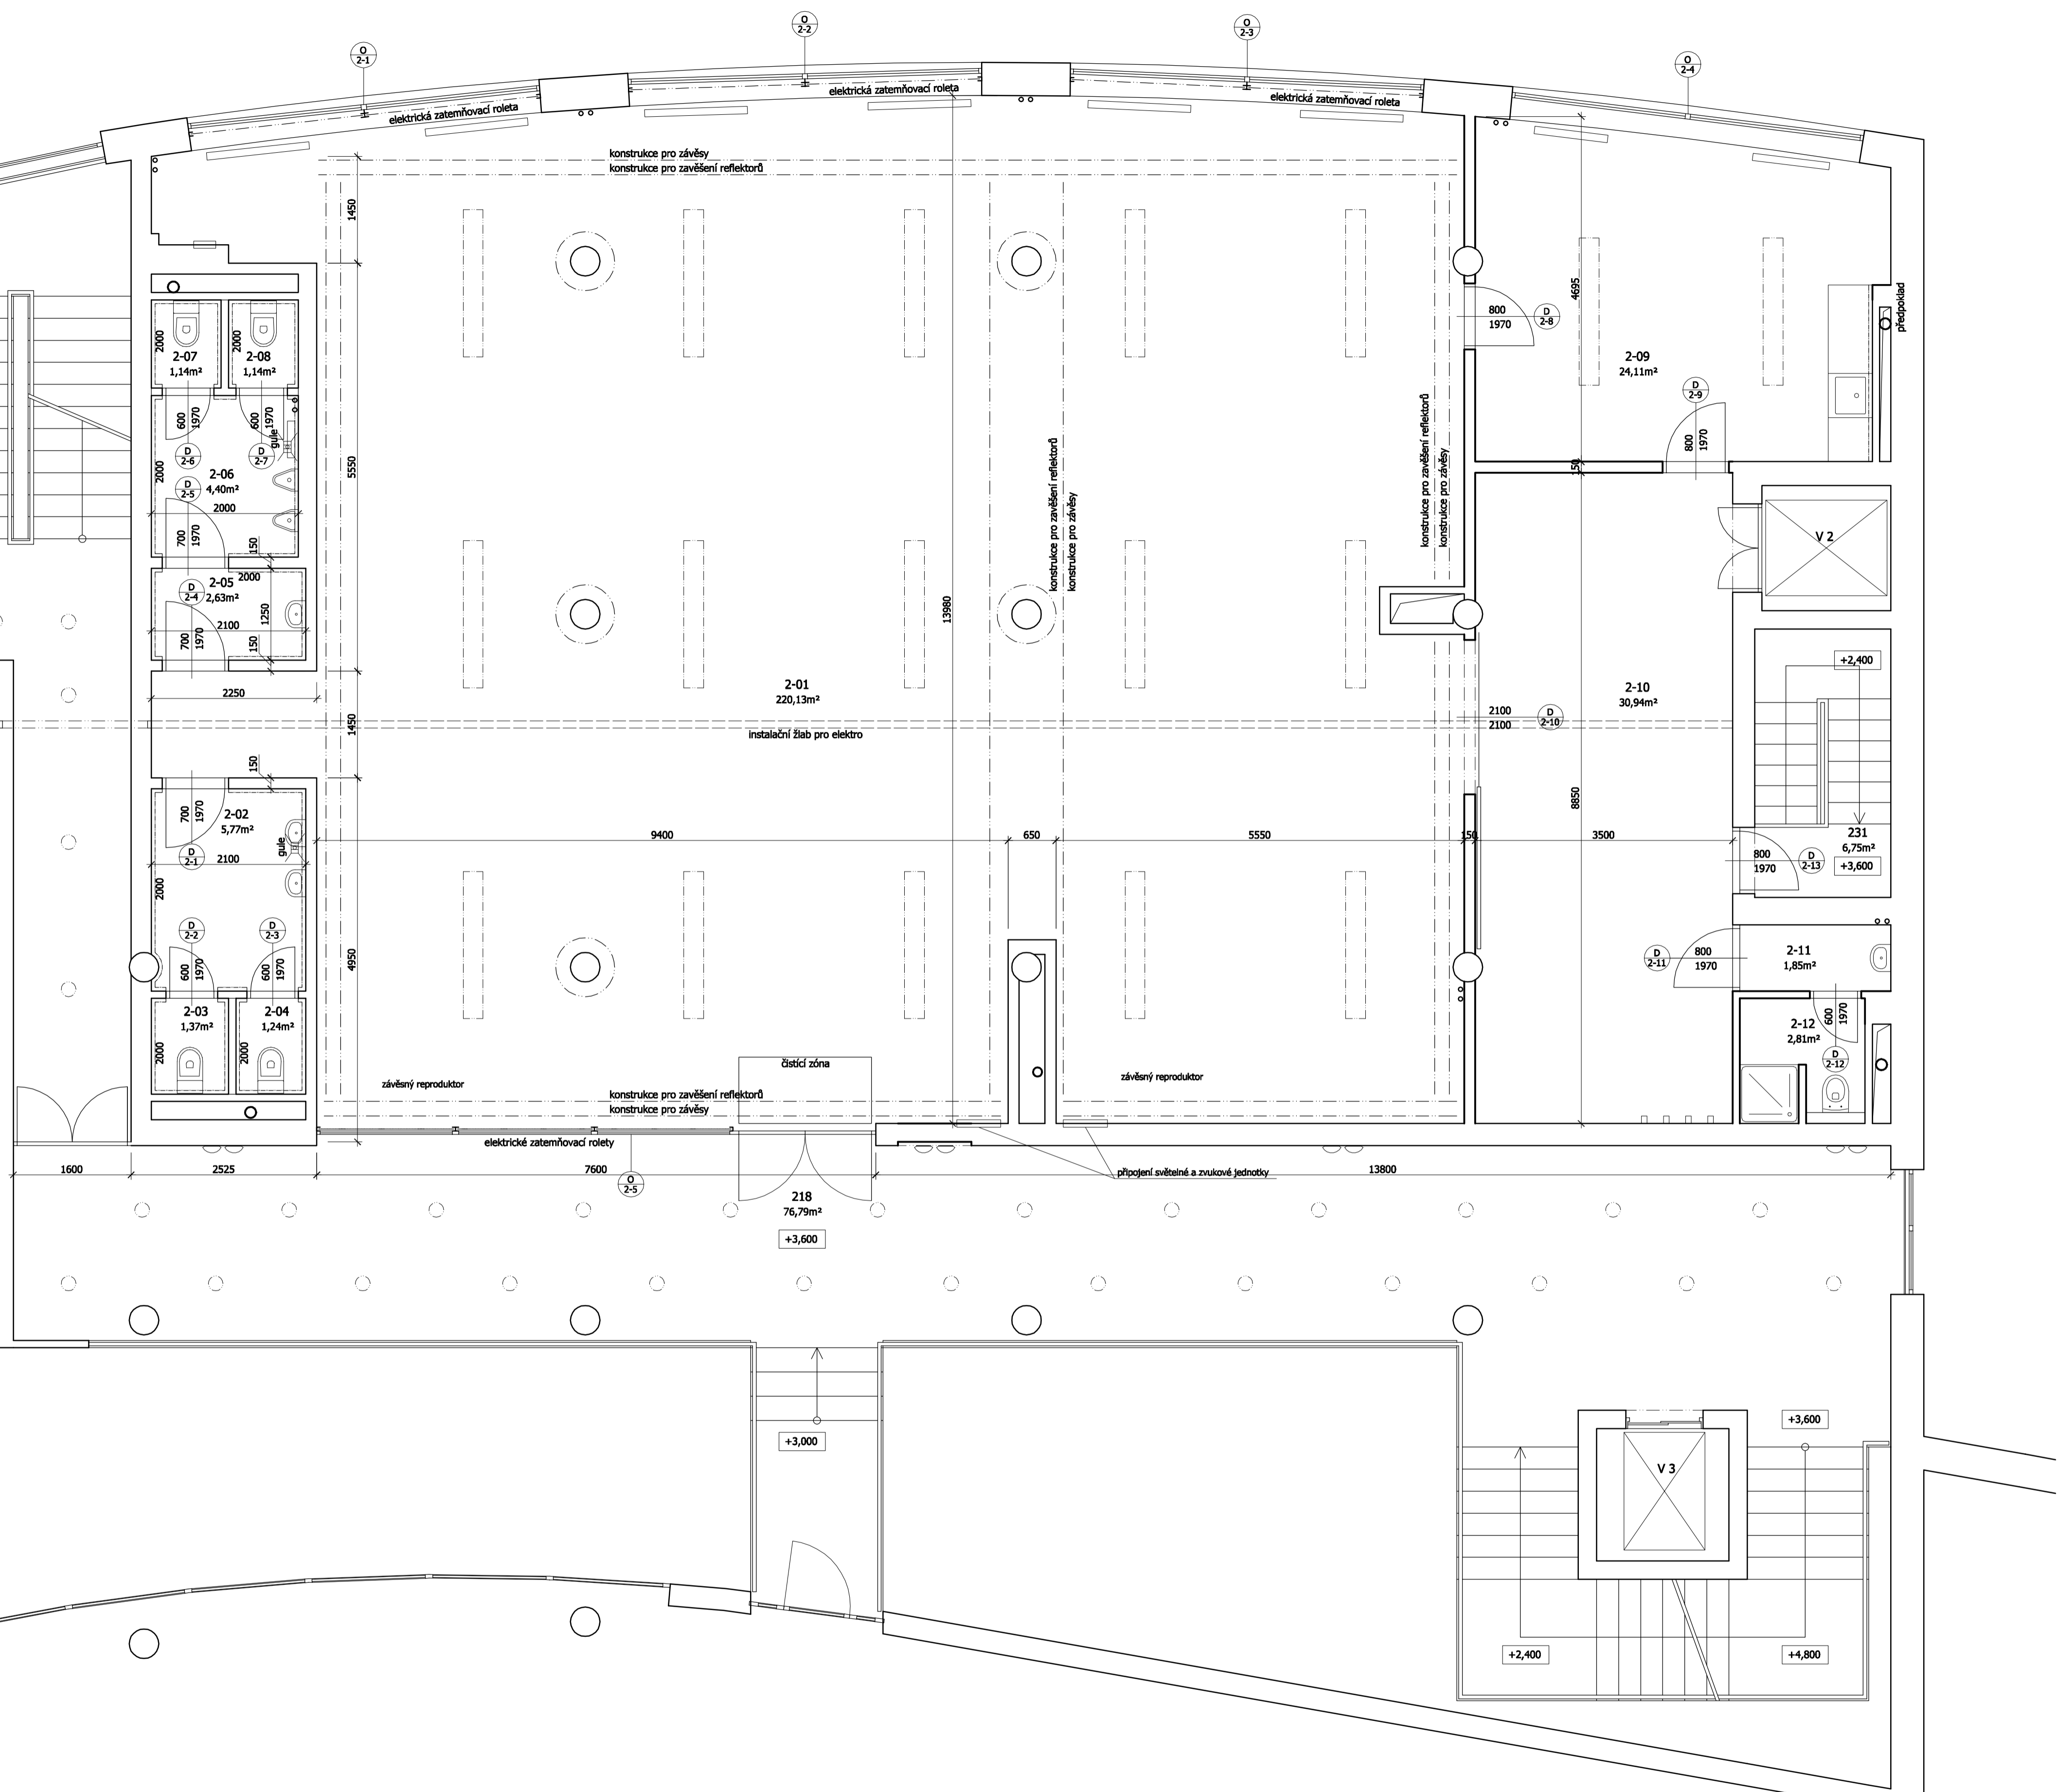 O
2-1
O
2-2
O
2-3
O
2-4
elektrická zatemňovací roleta
elektrická zatemňovací roleta
elektrická zatemňovací roleta
konstrukce pro závěsy
konstrukce pro zavěšení reflektorů
1450
5550
1450
4950
13980
4695
150
8850
předpoklad
800
1970
D
2-8
2-09
24,11m²
D
2-9
800
1970
2000
2-07
1,14m²
2000
2-08
1,14m²
600
1970
600
1970
gule
D
2-6
D
2-7
2000
2-06
4,40m²
D
2-5
2000
700
1970
150
2-05
2,63m²
2000
D
2-4
1250
2100
700
1970
150
2250
konstrukce pro zavěšení reflektorů
konstrukce pro závěsy
konstrukce pro zavěšení reflektorů
konstrukce pro závěsy
V 2
+2,400
2-01
220,13m²
instalační žlab pro elektro
2100
2100
D
2-10
2-10
30,94m²
150
700
1970
2-02
5,77m²
gule
D
2-1
2100
2000
9400
650
5550
150
3500
231
6,75m²
+3,600
800
1970
D
2-13
D
2-2
D
2-3
600
1970
600
1970
D
2-11
800
1970
2-11
1,85m²
2-03
1,37m²
2000
2-04
1,24m²
2000
2-12
2,81m²
600
1970
D
2-12
čistící zóna
závěsný reproduktor
závěsný reproduktor
konstrukce pro zavěšení reflektorů
konstrukce pro závěsy
elektrické zatemňovací rolety
1600
2525
7600
13800
připojení světelné a zvukové jednotky
O
2-5
218
76,79m²
+3,600
+3,000
+3,600
V 3
+2,400
+4,800